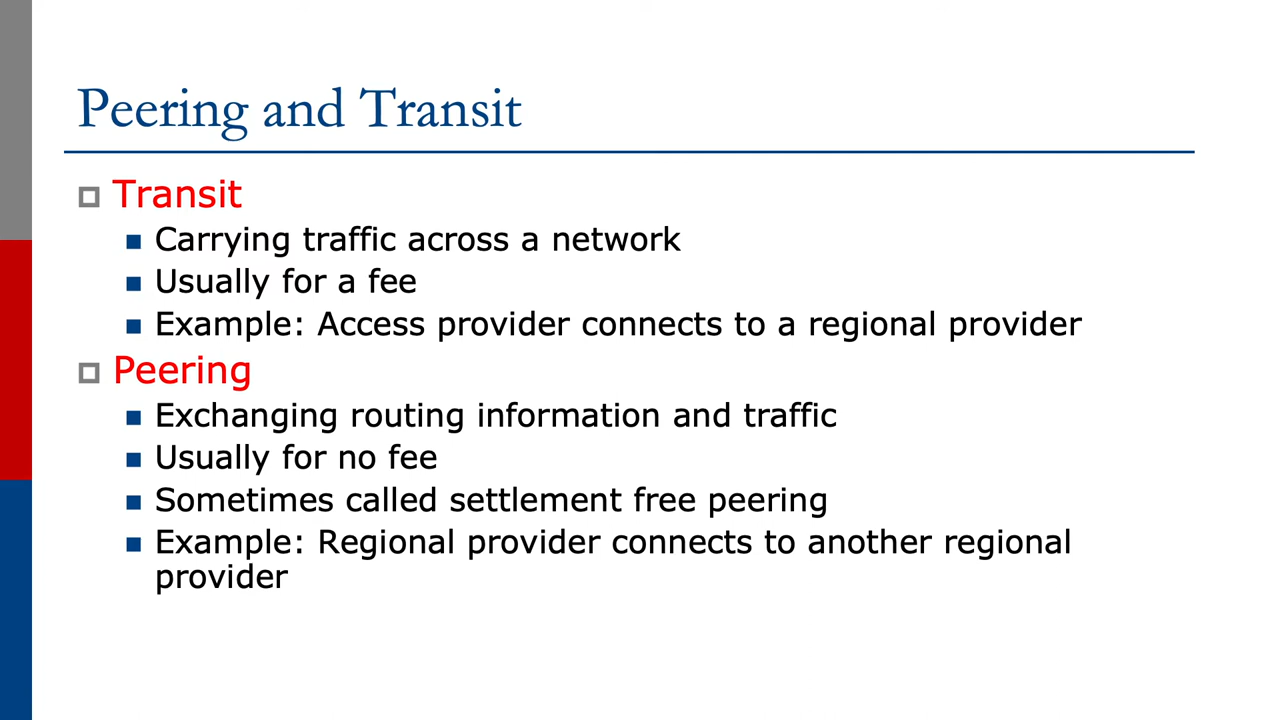 Peering and Transit
Transit
Carrying traffic across a network
Usually for a fee
Example: Access provider connects to a regional provider
Peering
Exchanging routing information and traffic
Usually for no fee
Sometimes called settlement free peering
Example: Regional provider connects to another regional
provider